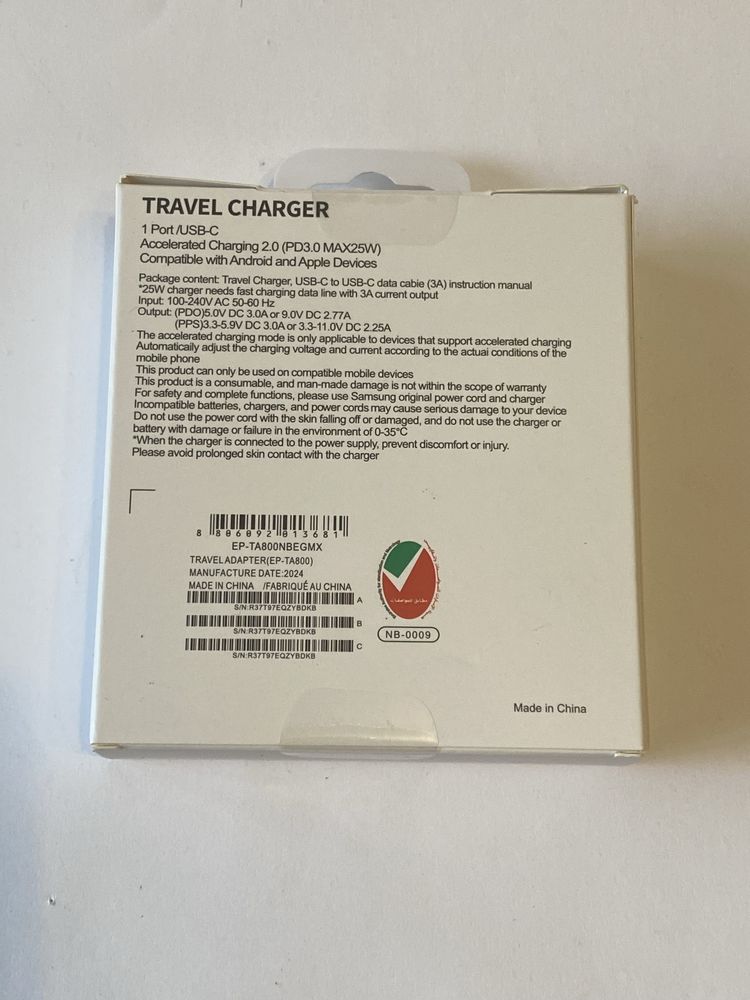 TRAVEL CHARGER
1 Port /USB-C
Accelerated Charging 2.0 (PD3.0 MAX25W)
Compatible with Android and Apple Devices
Package content: Travel Charger, USB-C to USB-C data cabie (3A) instruction manual
*25W charger needs fast charging data line with 3A current output
Input: 100-240V AC 50-60 Hz
Output: (PDO)5.0V DC 3.0A or 9.0V DC 2.77A
(PPS)3.3-5.9V DC 3.0A or 3.3-11.0V DC 2.25A
The accelerated charging mode is only applicable to devices that support accelerated charging
Automatically adjust the charging voltage and current according to the actuai conditions of the
mobile phone
This product can only be used on compatible mobile devices
This product is a consumable, and man-made damage is not within the scope of warranty
For safety and complete functions, please use Samsung original power cord and charger
Incompatible batteries, chargers, and power cords may cause serious damage to your device
Do not use the power cord with the skin falling off or damaged, and do not use the charger or
battery with damage or failure in the environment of 0-35°C
*When the charger is connected to the power supply, prevent discomfort or injury.
Please avoid prolonged skin contact with the charger
8 806092 013681
EP-TA800NBEGMX
TRAVEL ADAPTER(EP-TA800)
MANUFACTURE DATE:2024
MADE IN CHINA /FABRIQUÉ AU CHINA
A
S/N:R37T97EQZYBDKB
B
S/N:R37T97EQZYBDKB
C
S/N:R37T97EQZYBDKB
مطابق للمواصفات
NB-0009
Made in China